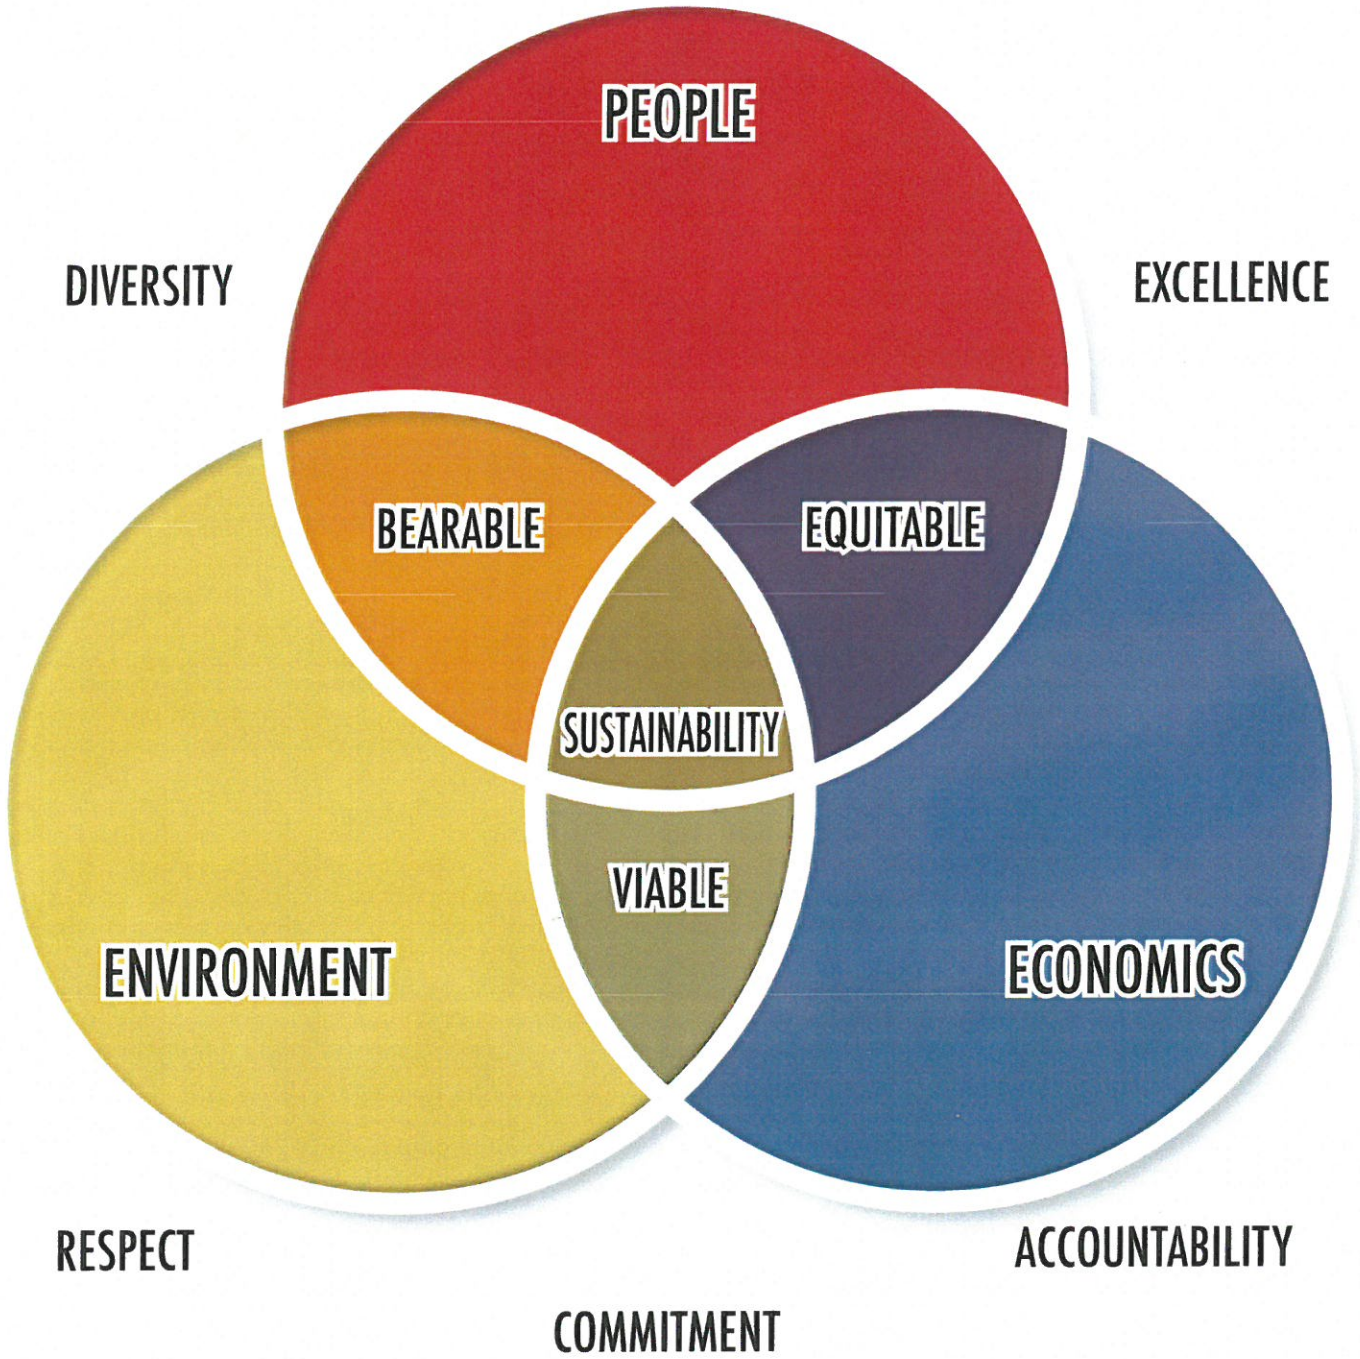 PEOPLE
DIVERSITY
EXCELLENCE
BEARABLE
EQUITABLE
SUSTAINABILITY
VIABLE
ENVIRONMENT
ECONOMICS
RESPECT
ACCOUNTABILITY
COMMITMENT